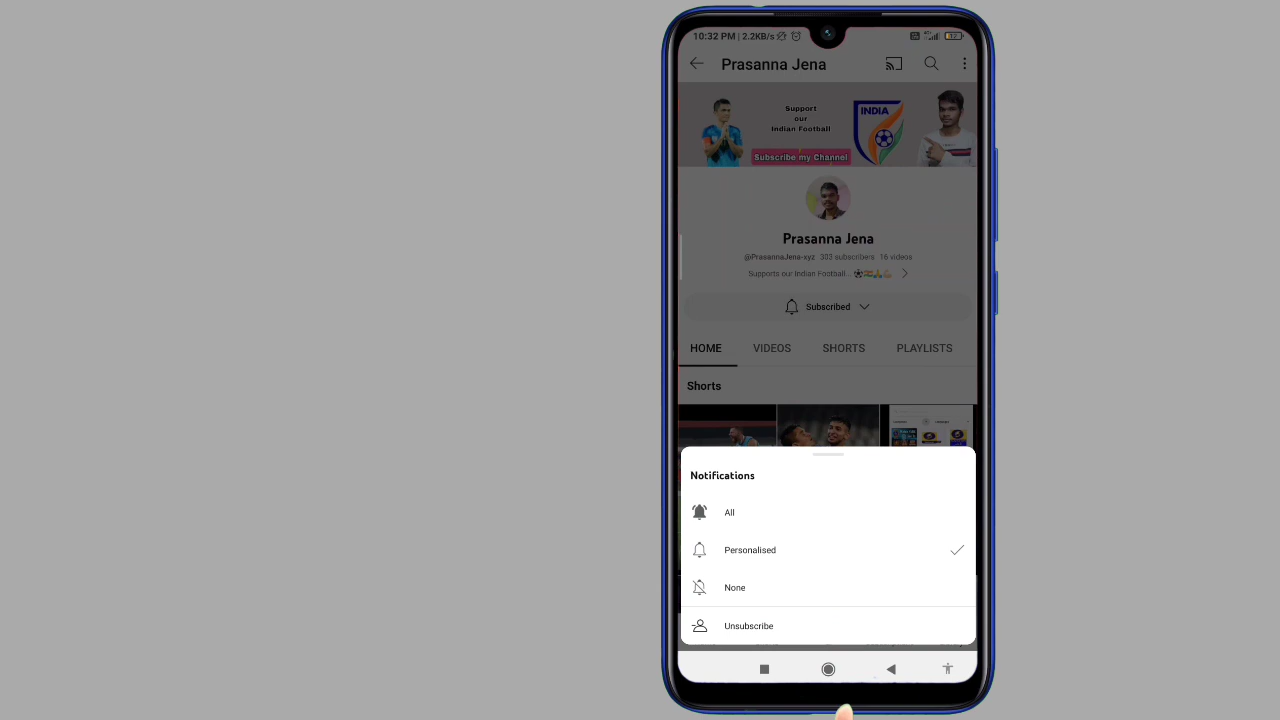 10:32 PM | 2.2KB/s
Prasanna Jena
Support
our
Indian Football
INDIA
Subscribe my Channel
Prasanna Jena
@PrasannaJena-xyz 303 subscribers 16 videos
Supports our Indian Football... ⚽🇮🇳🙏💪
Subscribed
HOME VIDEOS SHORTS PLAYLISTS
Shorts
Notifications
All
Personalised
None
Unsubscribe